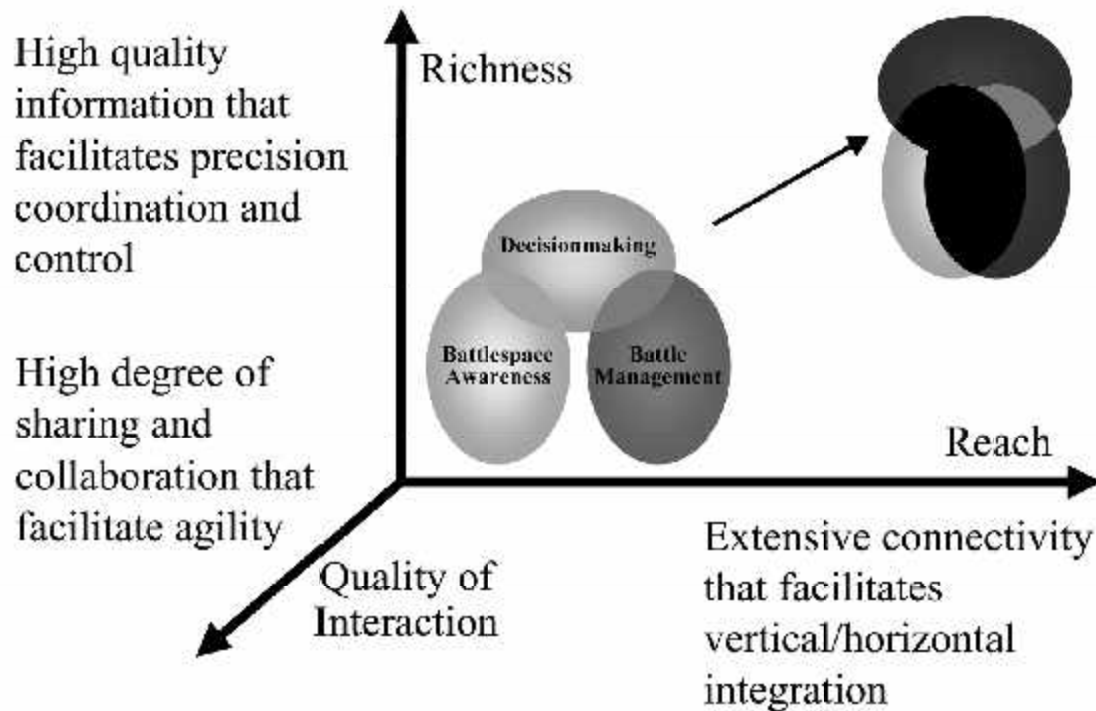 High quality
information that
facilitates precision
coordination and
control
Richness
Decisionmaking
Battlespace
Awareness
Battle
Management
High degree of
sharing and
collaboration that
facilitate agility
Reach
Quality of
Interaction
Extensive connectivity
that facilitates
vertical/horizontal
integration